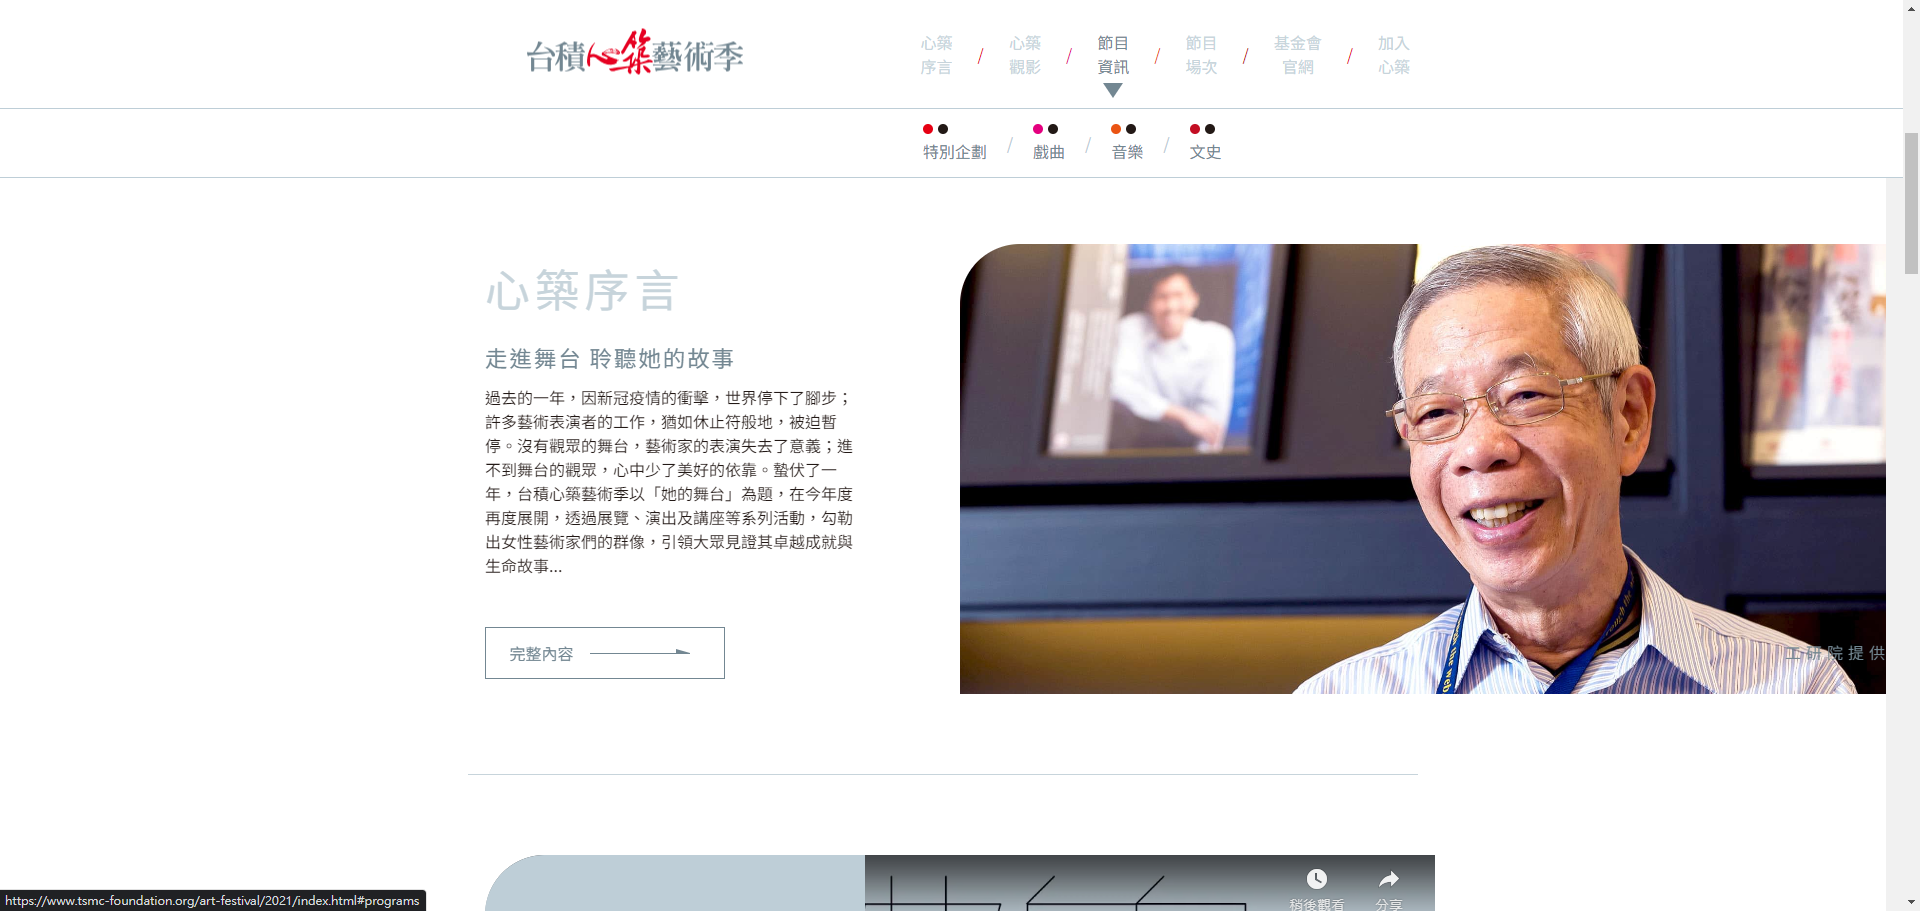 台積心築藝術季
心築
序言
/
心築
觀影
/
節目
資訊
/
節目
場次
/
基金會
官網
/
加入
心築
特別企劃
/
戲曲
/
音樂
/
文史
心築序言
走進舞台 聆聽她的故事
過去的一年，因新冠疫情的衝擊，世界停下了腳步；
許多藝術表演者的工作，猶如休止符般地，被迫暫
停。沒有觀眾的舞台，藝術家的表演失去了意義；進
不到舞台的觀眾，心中少了美好的依靠。蟄伏了一
年，台積心築藝術季以「她的舞台」為題，在今年度
再度展開，透過展覽、演出及講座等系列活動，勾勒
出女性藝術家們的群像，引領大眾見證其卓越成就與
生命故事...
完整內容
the web
工研院提供
稍後觀看
分享
https://www.tsmc-foundation.org/art-festival/2021/index.html#programs